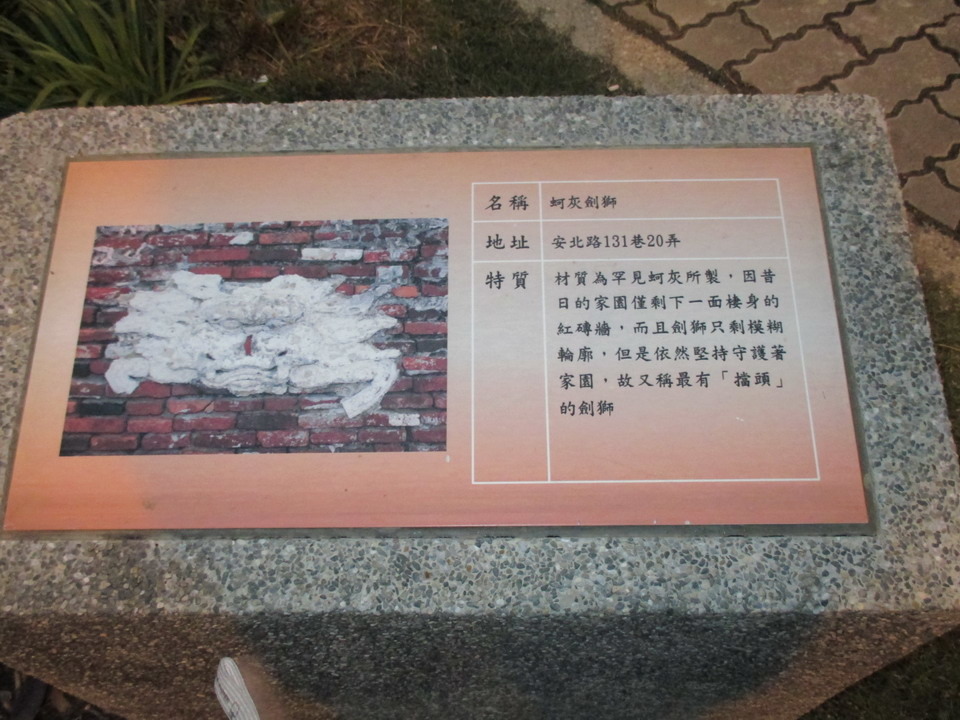 名稱 蚵灰劍獅
地址 安北路131巷20弄
特質 材質為罕見蚵灰所製，因昔
日的家園僅剩下一面棲身的
紅磚牆，而且劍獅只剩模糊
輪廓，但是依然堅持守護著
家園，故又稱最有「擋頭」
的劍獅